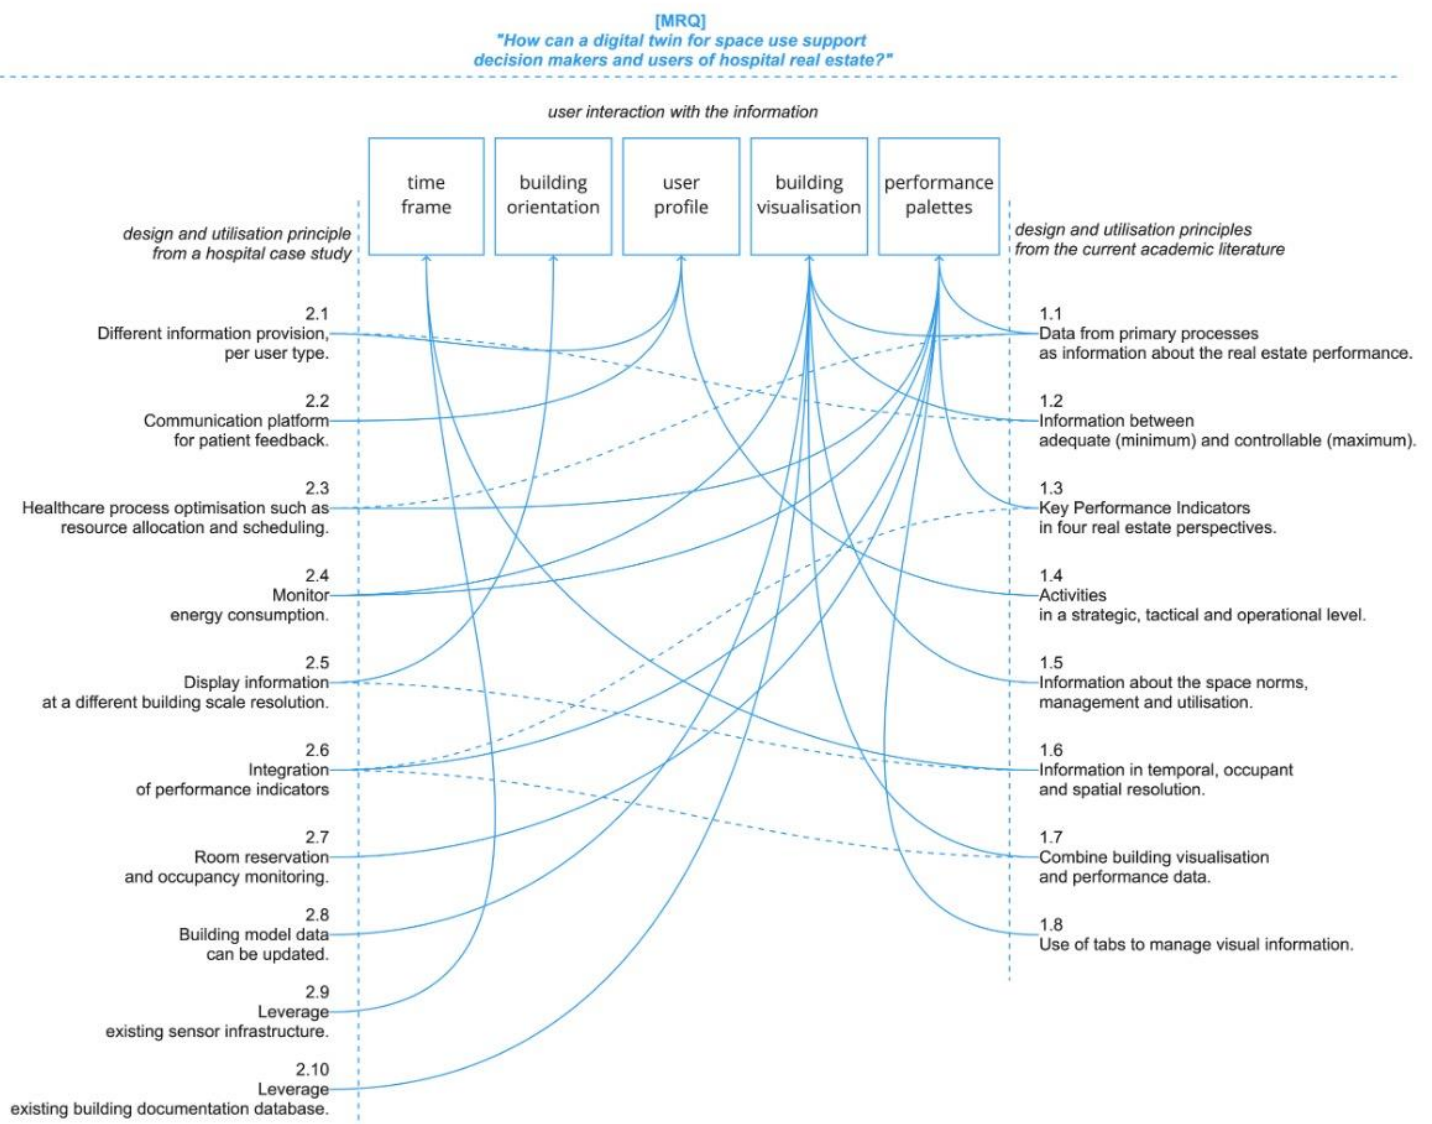 [MRQ]
"How can a digital twin for space use support
decision makers and users of hospital real estate?"
user interaction with the information
time
frame
building
orientation
user
profile
building
visualisation
performance
palettes
design and utilisation principle
from a hospital case study
2.1
Different information provision,
per user type.
2.2
Communication platform
for patient feedback.
2.3
Healthcare process optimisation such as
resource allocation and scheduling.
2.4
Monitor
energy consumption.
2.5
Display information
at a different building scale resolution.
2.6
Integration
of performance indicators
2.7
Room reservation
and occupancy monitoring.
2.8
Building model data
can be updated.
2.9
Leverage
existing sensor infrastructure.
2.10
Leverage
existing building documentation database.
design and utilisation principles
from the current academic literature
1.1
Data from primary processes
as information about the real estate performance.
1.2
Information between
adequate (minimum) and controllable (maximum).
1.3
Key Performance Indicators
in four real estate perspectives.
1.4
Activities
in a strategic, tactical and operational level.
1.5
Information about the space norms,
management and utilisation.
1.6
Information in temporal, occupant
and spatial resolution.
1.7
Combine building visualisation
and performance data.
1.8
Use of tabs to manage visual information.